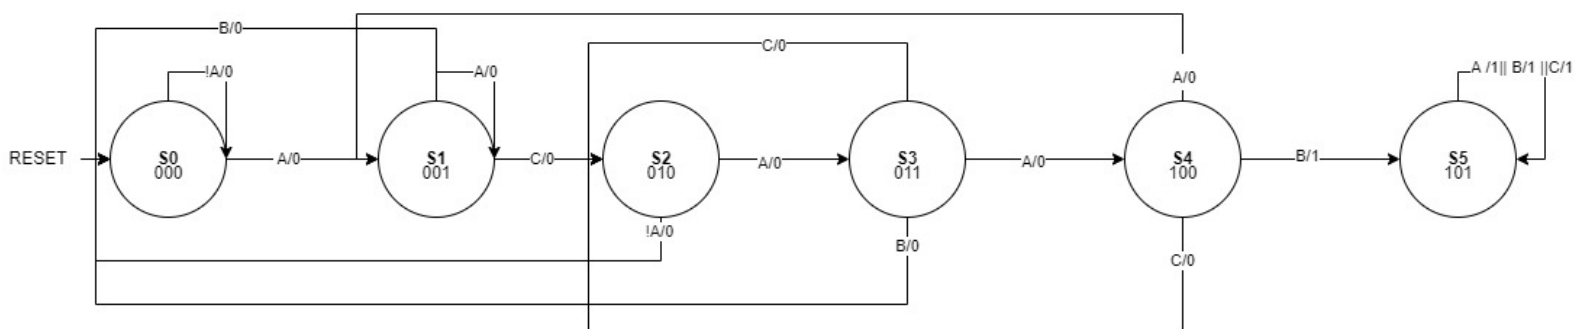 B/0
C/0
!A/0
A/0
A/0
A /1|| B/1 ||C/1
RESET
S0
000
A/0
S1
001
C/0
S2
010
A/0
S3
011
A/0
S4
100
B/1
S5
101
!A/0
B/0
C/0